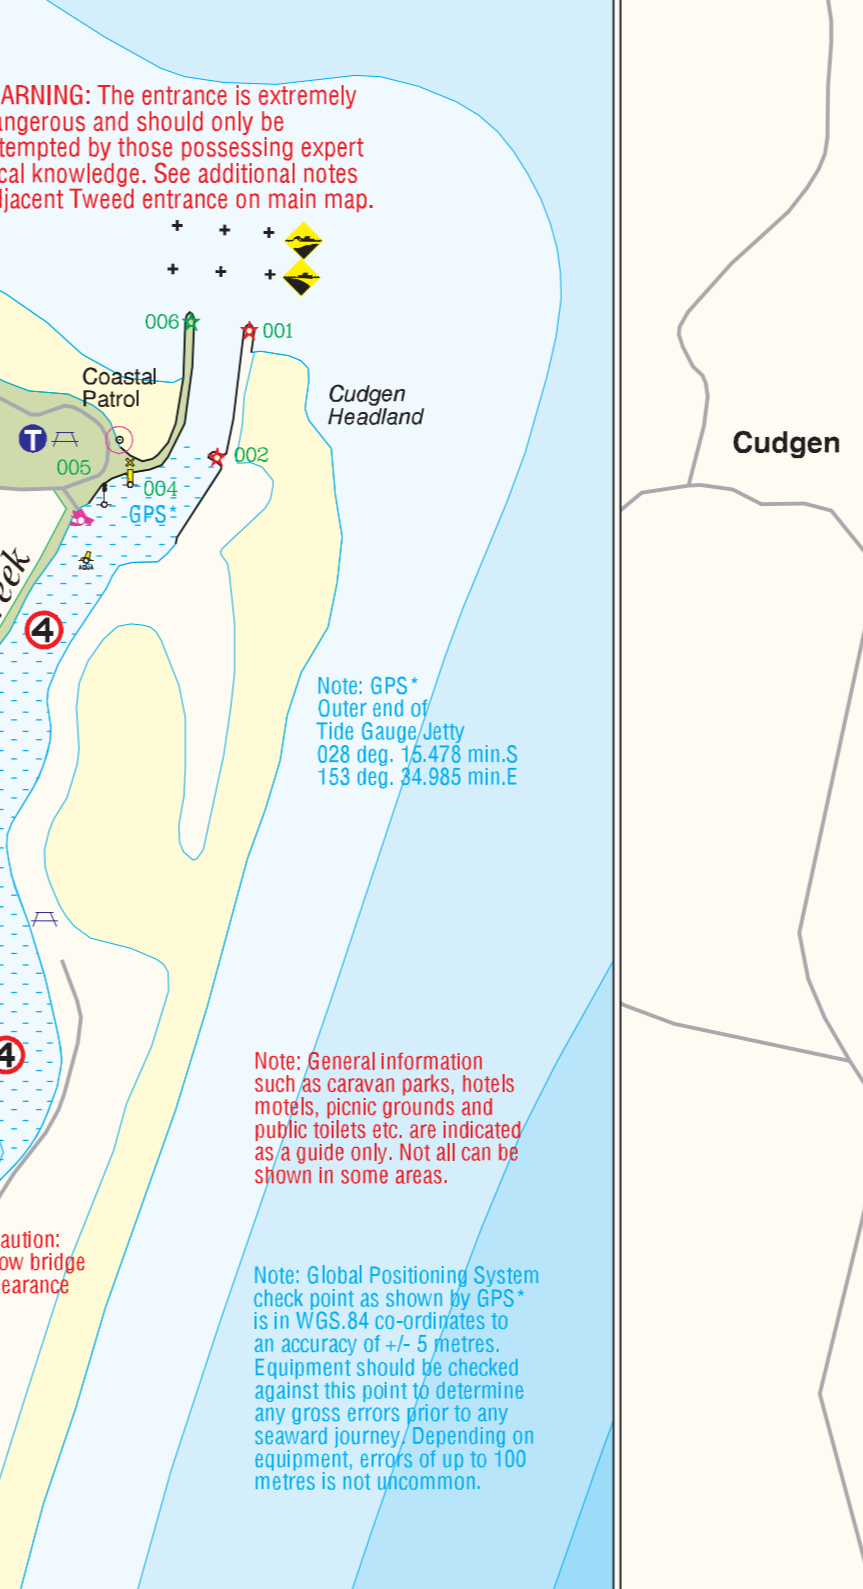 ARNING: The entrance is extremely
angerous and should only be
tempted by those possessing expert
cal knowledge. See additional notes
djacent Tweed entrance on main map.
006
001
Coastal
Patrol
Cudgen
Headland
Cudgen
T
002
005
004
GPS*
AQUA
eek
4
Note: GPS*
Outer end of
Tide Gauge Jetty
028 deg. 15.478 min.S
153 deg. 34.985 min.E
4
Note: General information
such as caravan parks, hotels
motels, picnic grounds and
public toilets etc. are indicated
as a guide only. Not all can be
shown in some areas.
aution:
ow bridge
earance
Note: Global Positioning System
check point as shown by GPS*
is in WGS.84 co-ordinates to
an accuracy of +/- 5 metres.
Equipment should be checked
against this point to determine
any gross errors prior to any
seaward journey. Depending on
equipment, errors of up to 100
metres is not uncommon.